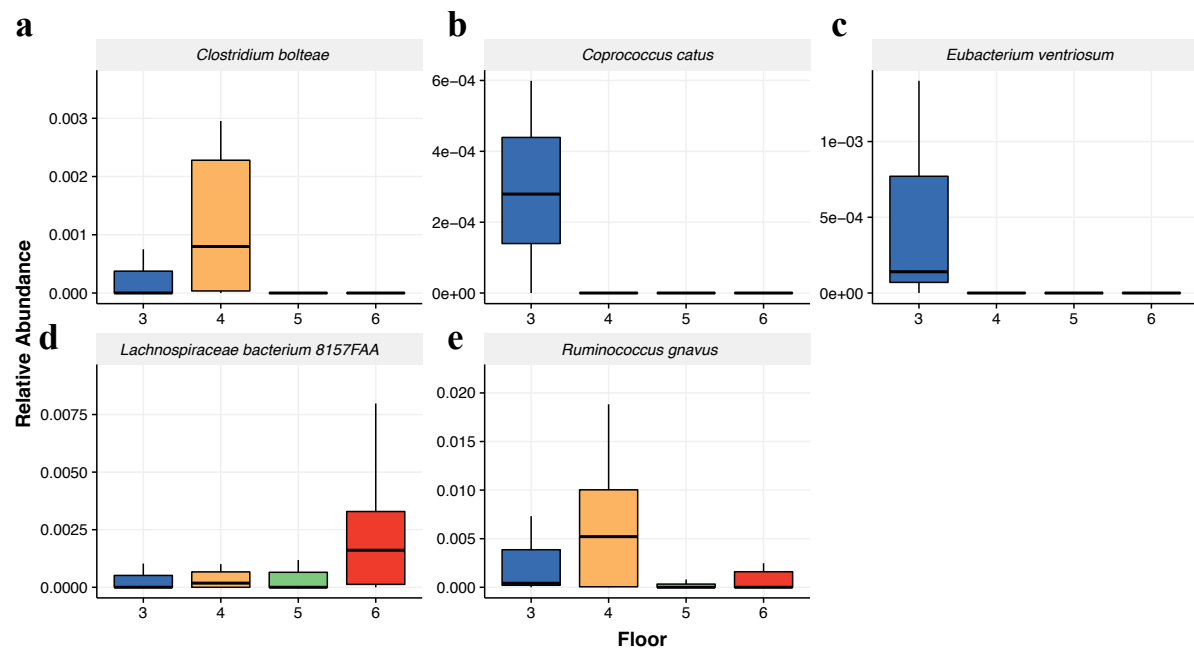 a
Clostridium bolteae
0.003
0.002
0.001
0.000
3 4 5 6
b
Coprococcus catus
6e−04
4e−04
2e−04
0e+00
3 4 5 6
c
Eubacterium ventriosum
1e−03
5e−04
0e+00
3 4 5 6
Relative Abundance
d
Lachnospiraceae bacterium 8157FAA
0.0075
0.0050
0.0025
0.0000
3 4 5 6
e
Ruminococcus gnavus
0.020
0.015
0.010
0.005
0.000
3 4 5 6
Floor